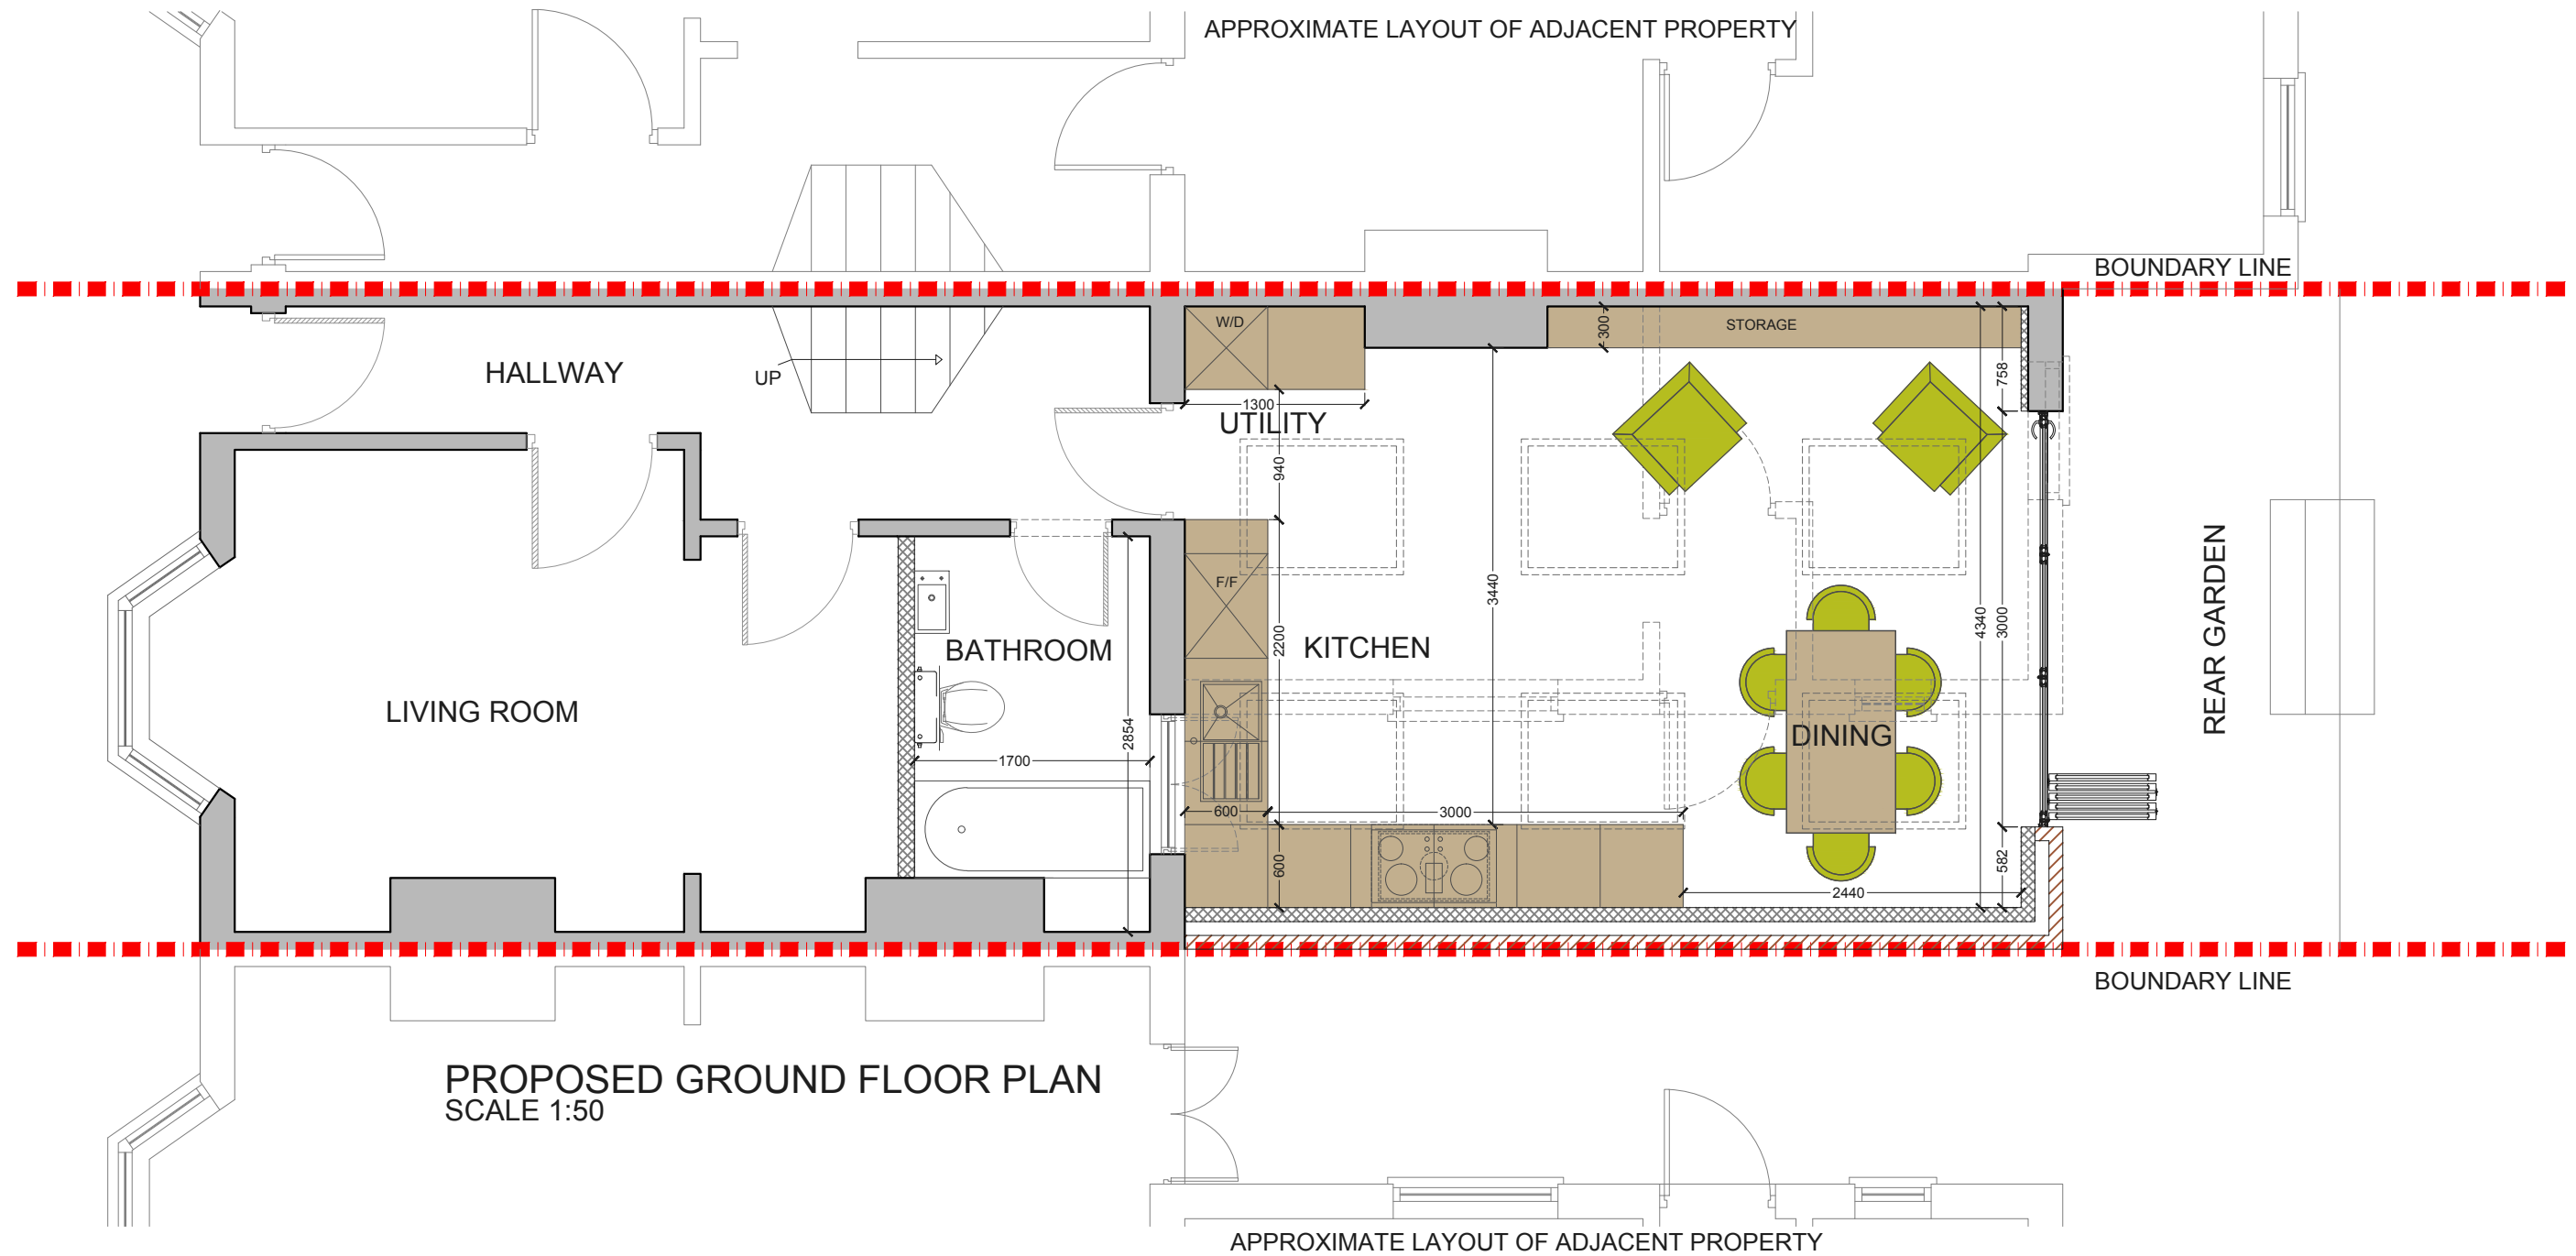 APPROXIMATE LAYOUT OF ADJACENT PROPERTY
BOUNDARY LINE
W/D
300
STORAGE
758
HALLWAY
UP
1300
UTILITY
940
F/F
3440
2200
KITCHEN
4340
3000
REAR GARDEN
BATHROOM
LIVING ROOM
2854
1700
DINING
600
3000
600
582
2440
BOUNDARY LINE
PROPOSED GROUND FLOOR PLAN
SCALE 1:50
APPROXIMATE LAYOUT OF ADJACENT PROPERTY